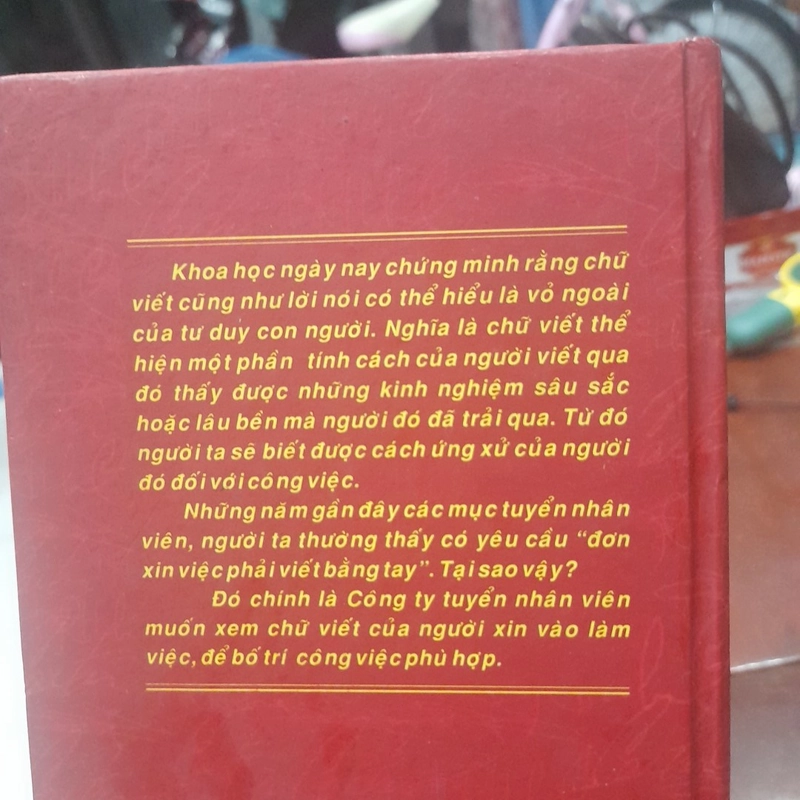 Khoa học ngày nay chứng minh rằng chữ
viết cũng như lời nói có thể hiểu là vỏ ngoài
của tư duy con người. Nghĩa là chữ viết thể
hiện một phần tính cách của người viết qua
đó thấy được những kinh nghiệm sâu sắc
hoặc lâu bền mà người đó đã trải qua. Từ đó
người ta sẽ biết được cách ứng xử của người
đó đối với công việc.
Những năm gần đây các mục tuyển nhân
viên, người ta thường thấy có yêu cầu “đơn
xin việc phải viết bằng tay”. Tại sao vậy?
Đó chính là Công ty tuyển nhân viên
muốn xem chữ viết của người xin vào làm
việc, để bố trí công việc phù hợp.